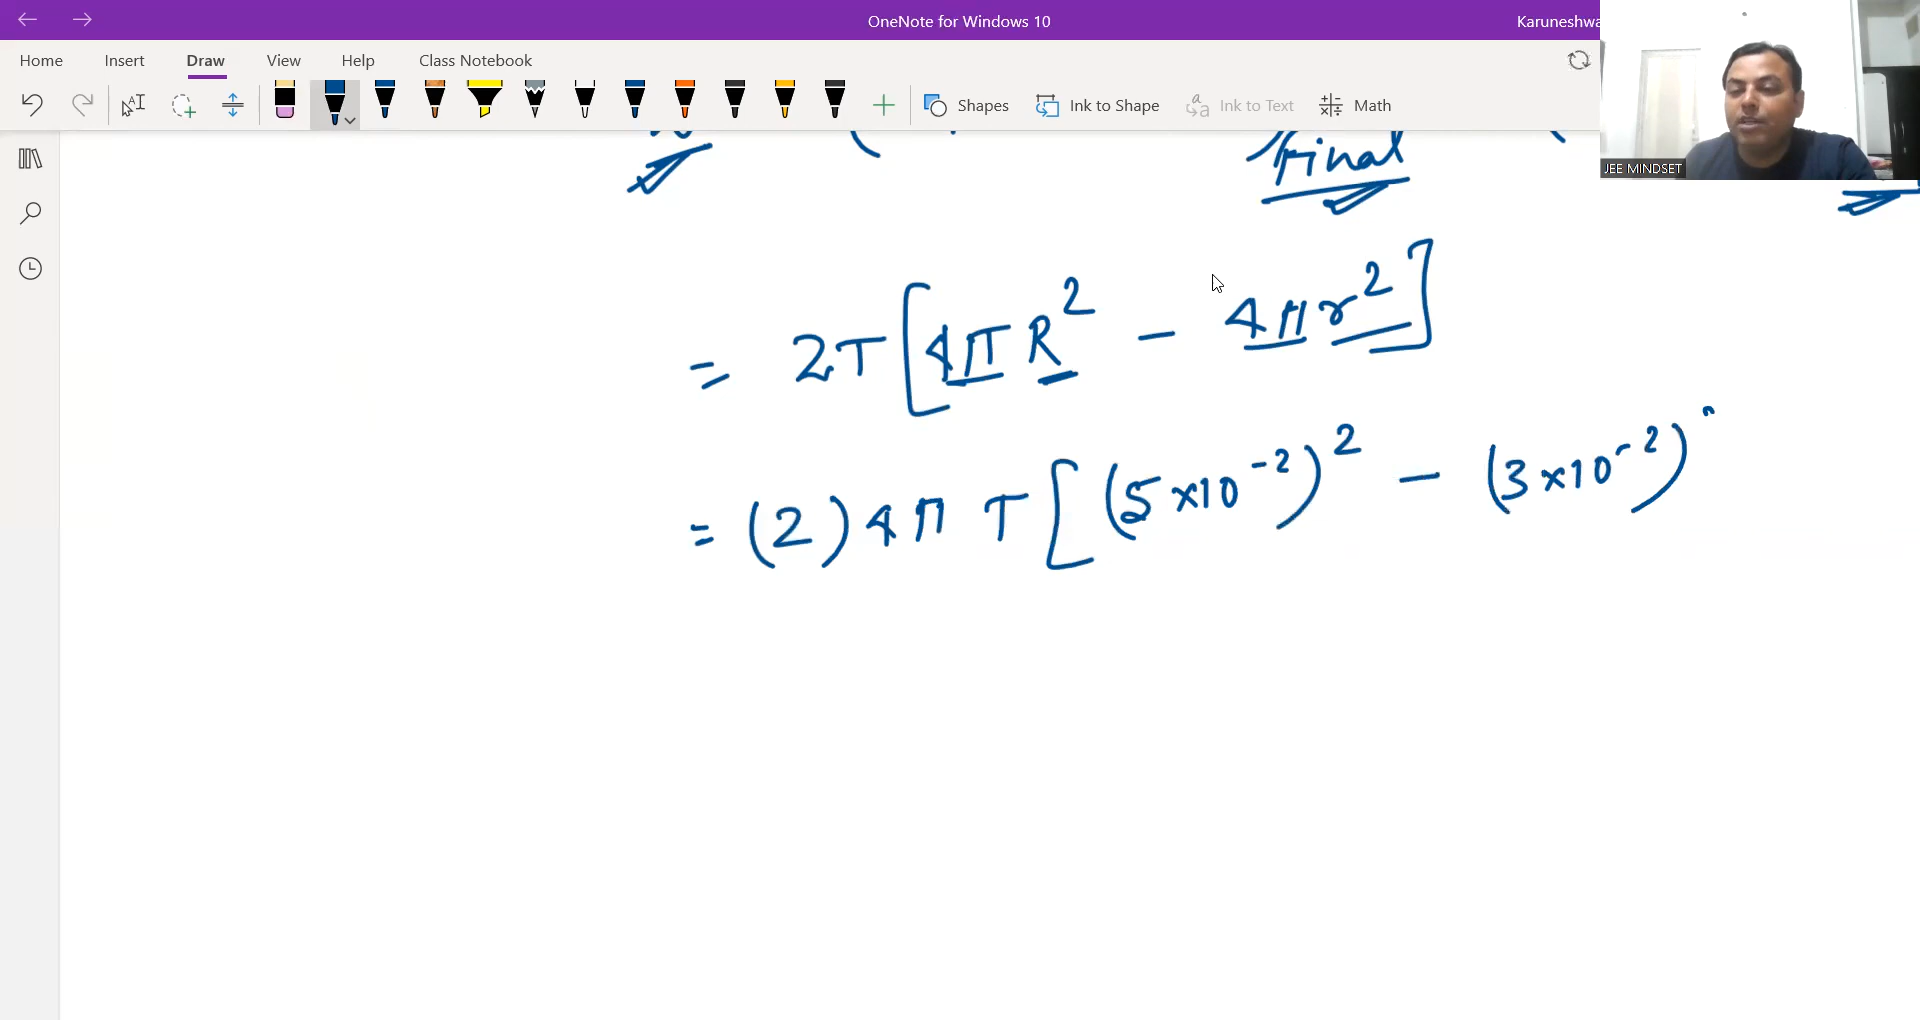 OneNote for Windows 10
Karuneshwa
Home Insert Draw View Help Class Notebook
Shapes Ink to Shape Ink to Text Math
JEE MINDSET
final
= 2T [4πR² - 4πr²]
= (2) 4π T [(5×10⁻²)² - (3×10⁻²)